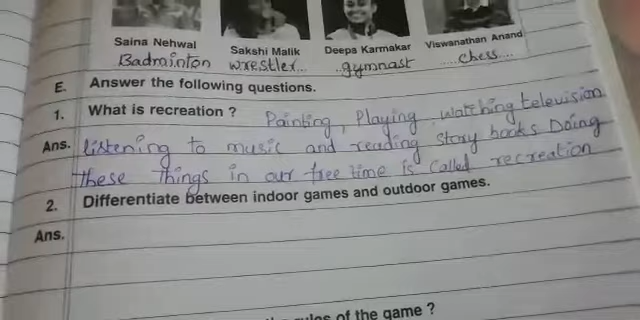 Saina Nehwal Sakshi Malik Deepa Karmakar Viswanathan Anand
Badminton wrestler... ..gymnast ....chess....
E. Answer the following questions.
1. What is recreation ? Painting, Playing, watching television
Ans. listening to music and reading story books Doing
these things in our free time is called recreation
2. Differentiate between indoor games and outdoor games.
Ans.
rules of the game ?